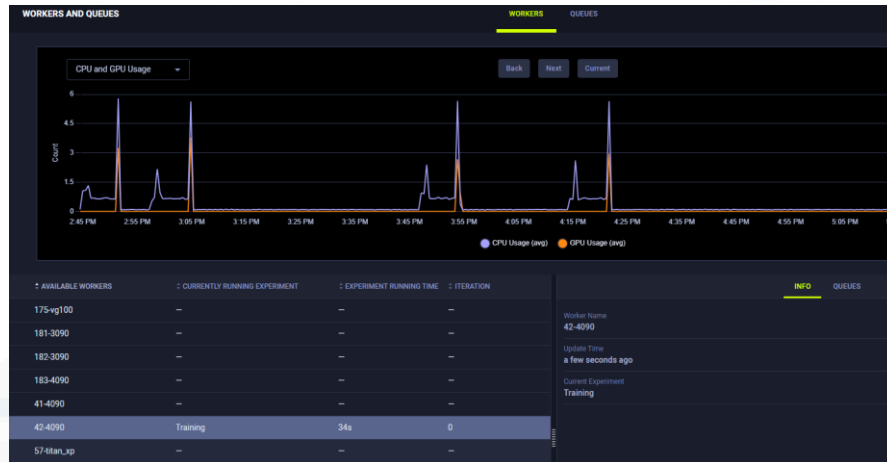 WORKERS AND QUEUES
WORKERS QUEUES
CPU and GPU Usage
Back Next Current
6
4.5
3
1.5
0
Count
2:45 PM 2:55 PM 3:05 PM 3:15 PM 3:25 PM 3:35 PM 3:45 PM 3:55 PM 4:05 PM 4:15 PM 4:25 PM 4:35 PM 4:45 PM 4:55 PM 5:05 PM
CPU Usage (avg) GPU Usage (avg)
AVAILABLE WORKERS CURRENTLY RUNNING EXPERIMENT EXPERIMENT RUNNING TIME ITERATION
175-vg100 – – –
181-3090 – – –
182-3090 – – –
183-4090 – – –
41-4090 – – –
42-4090 Training 34s 0
57-titan_xp – – –
INFO QUEUES
Worker Name
42-4090
Update Time
a few seconds ago
Current Experiment
Training